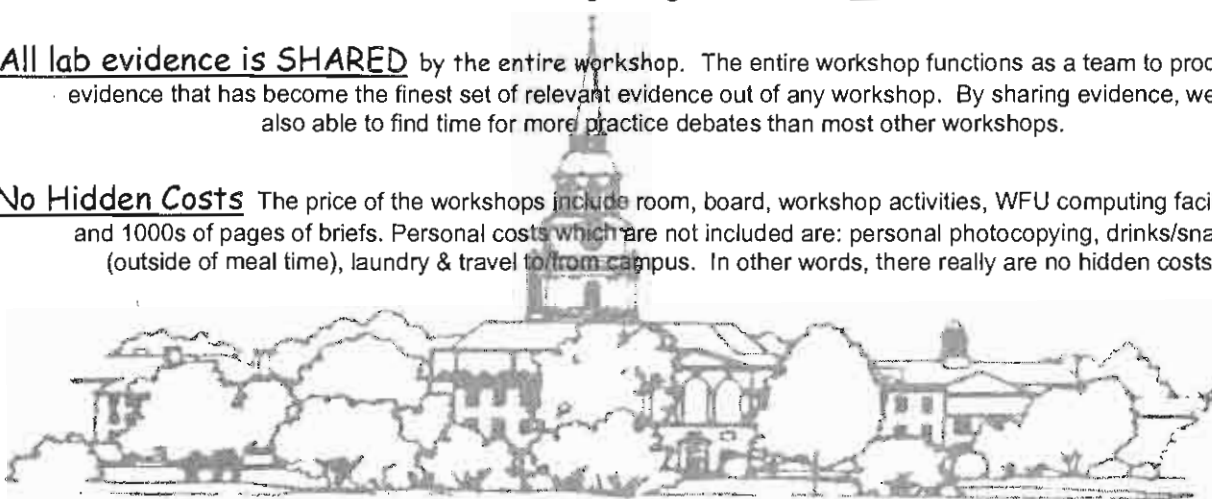 All lab evidence is SHARED by the entire workshop. The entire workshop functions as a team to
evidence that has become the finest set of relevant evidence out of any workshop. By sharing evidence, we
also able to find time for more practice debates than most other workshops.
No Hidden Costs The price of the workshops include room, board, workshop activities, WFU computing
and 1000s of pages of briefs. Personal costs which are not included are: personal photocopying,
(outside of meal time), laundry & travel to/from campus. In other words, there really are no hidden costs